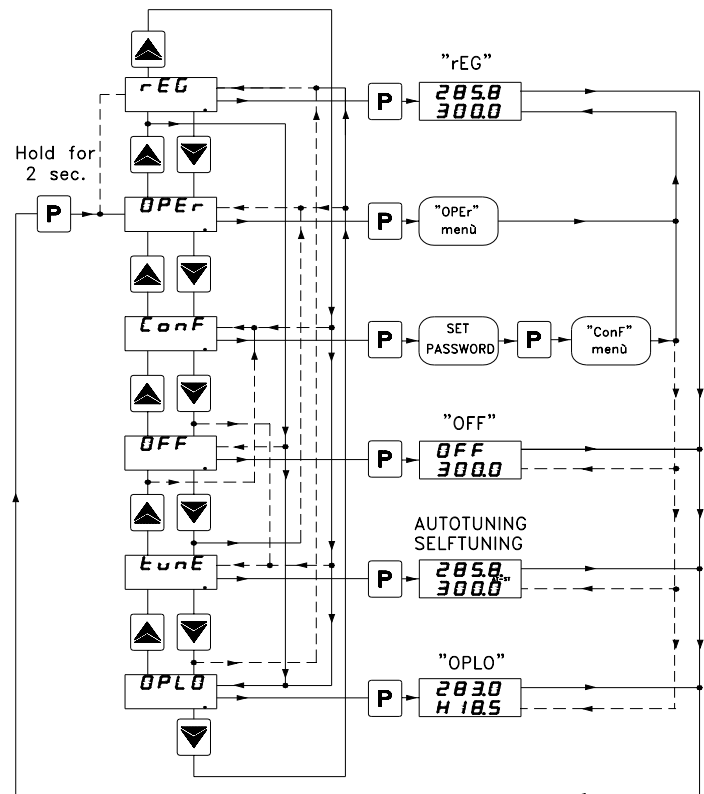 "rEG"
rEG
P
285.8
300.0
Hold for
2 sec.
P
OPEr
P
"OPEr"
menù
ConF
P
SET
PASSWORD
P
"ConF"
menù
"OFF"
OFF
P
OFF
300.0
AUTOTUNING
SELFTUNING
tunE
P
285.8
300.0
"OPLO"
OPLO
P
283.0
H 18.5